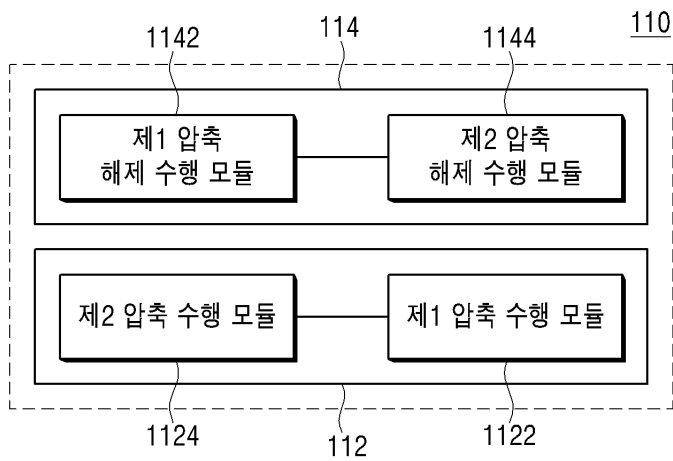 110
1142
114
1144
제1 압축
해제 수행 모듈
제2 압축
해제 수행 모듈
제2 압축 수행 모듈
제1 압축 수행 모듈
1124
112
1122